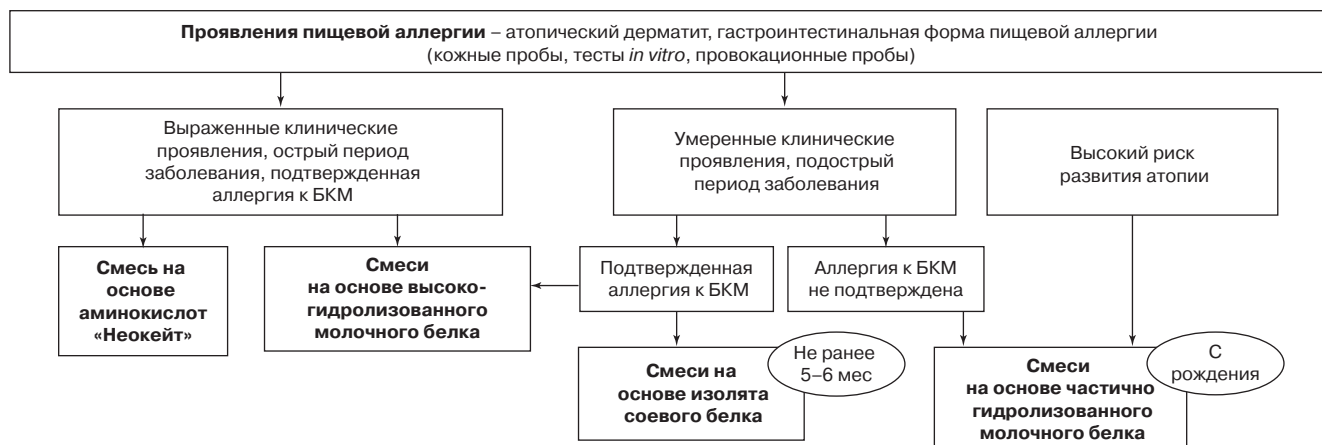 Проявления пищевой аллергии – атопический дерматит, гастроинтестинальная форма пищевой аллергии
(кожные пробы, тесты in vitro, провокационные пробы)
Выраженные клинические
проявления, острый период
заболевания, подтвержденная
аллергия к БКМ
Умеренные клинические
проявления, подострый
период заболевания
Высокий риск
развития атопии
Смесь на
основе
аминокислот
«Неокейт»
Смеси
на основе высоко-
гидролизованного
молочного белка
Подтвержденная
аллергия к БКМ
Аллергия к БКМ
не подтверждена
Смеси на
основе изолята
соевого белка
Не ранее
5–6 мес
Смеси
на основе частично
гидролизованного
молочного белка
С
рождения